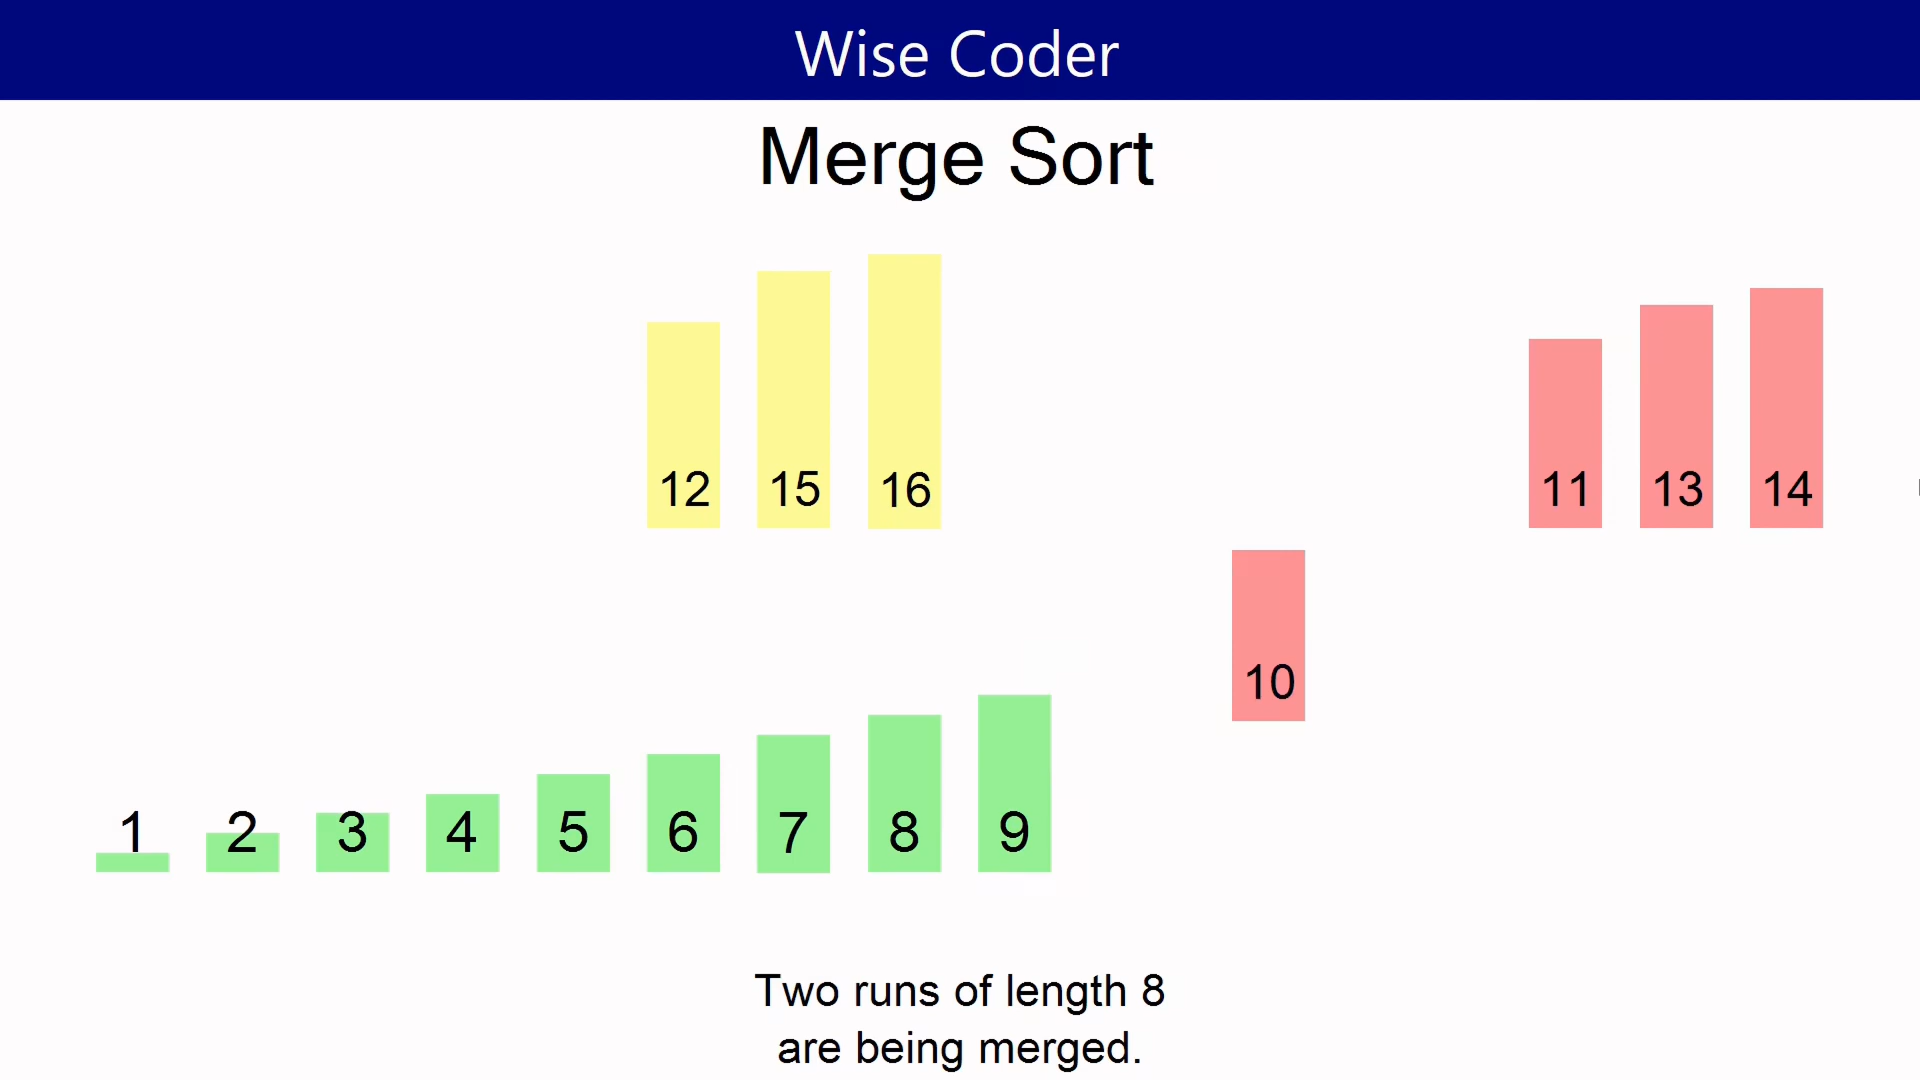 Wise Coder
Merge Sort
12 15 16 11 13 14
10
1 2 3 4 5 6 7 8 9
Two runs of length 8
are being merged.